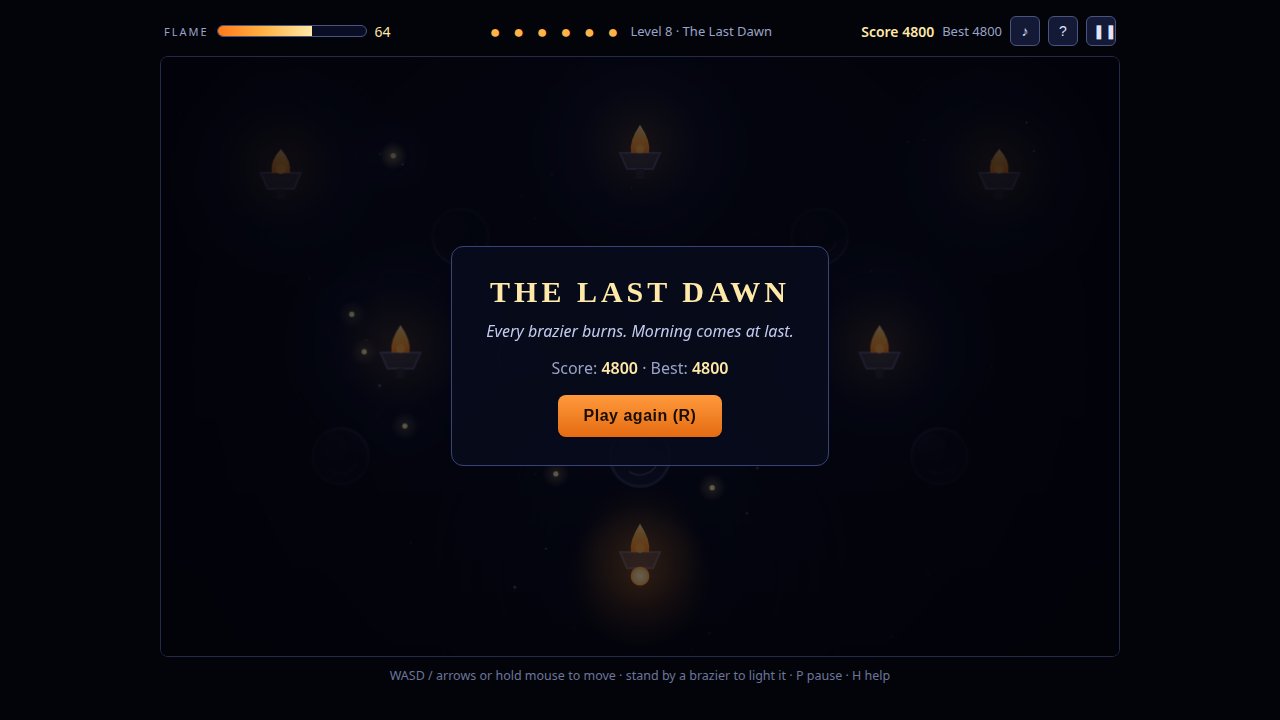 FLAME 64 Level 8 · The Last Dawn Score 4800 Best 4800 ♪ ? ❚❚
THE LAST DAWN
Every brazier burns. Morning comes at last.
Score: 4800 · Best: 4800
Play again (R)
WASD / arrows or hold mouse to move · stand by a brazier to light it · P pause · H help